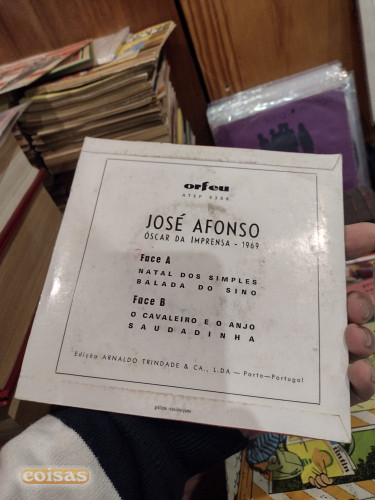 orfeu
JOSÉ AFONSO
ÓSCAR DA IMPRENSA - 1969
Face A
NATAL DOS SIMPLES
BALADA DO SINO
Face B
O CAVALEIRO E O ANJO
SAUDADINHA
Edição ARNALDO TRINDADE & CA., L.DA — Porto—Portugal
coisas